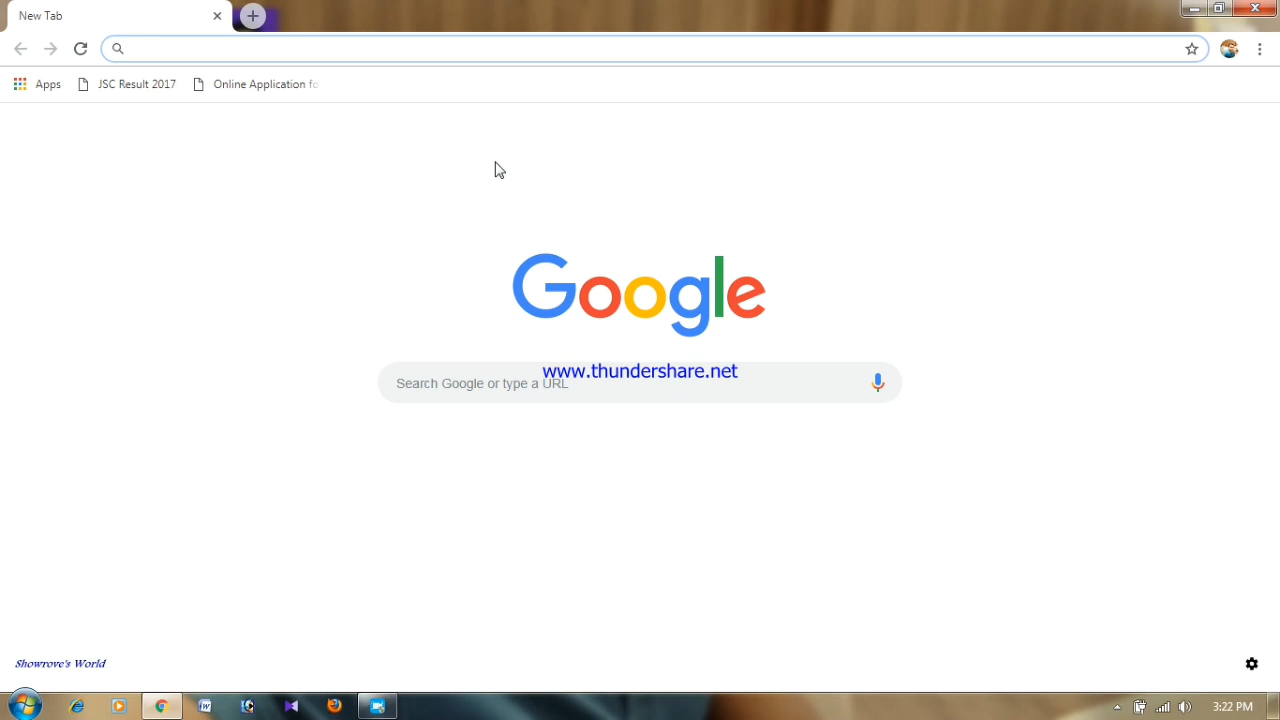 New Tab
Apps
JSC Result 2017
Online Application fo
Google
www.thundershare.net
Search Google or type a URL
Showrove's World
3:22 PM